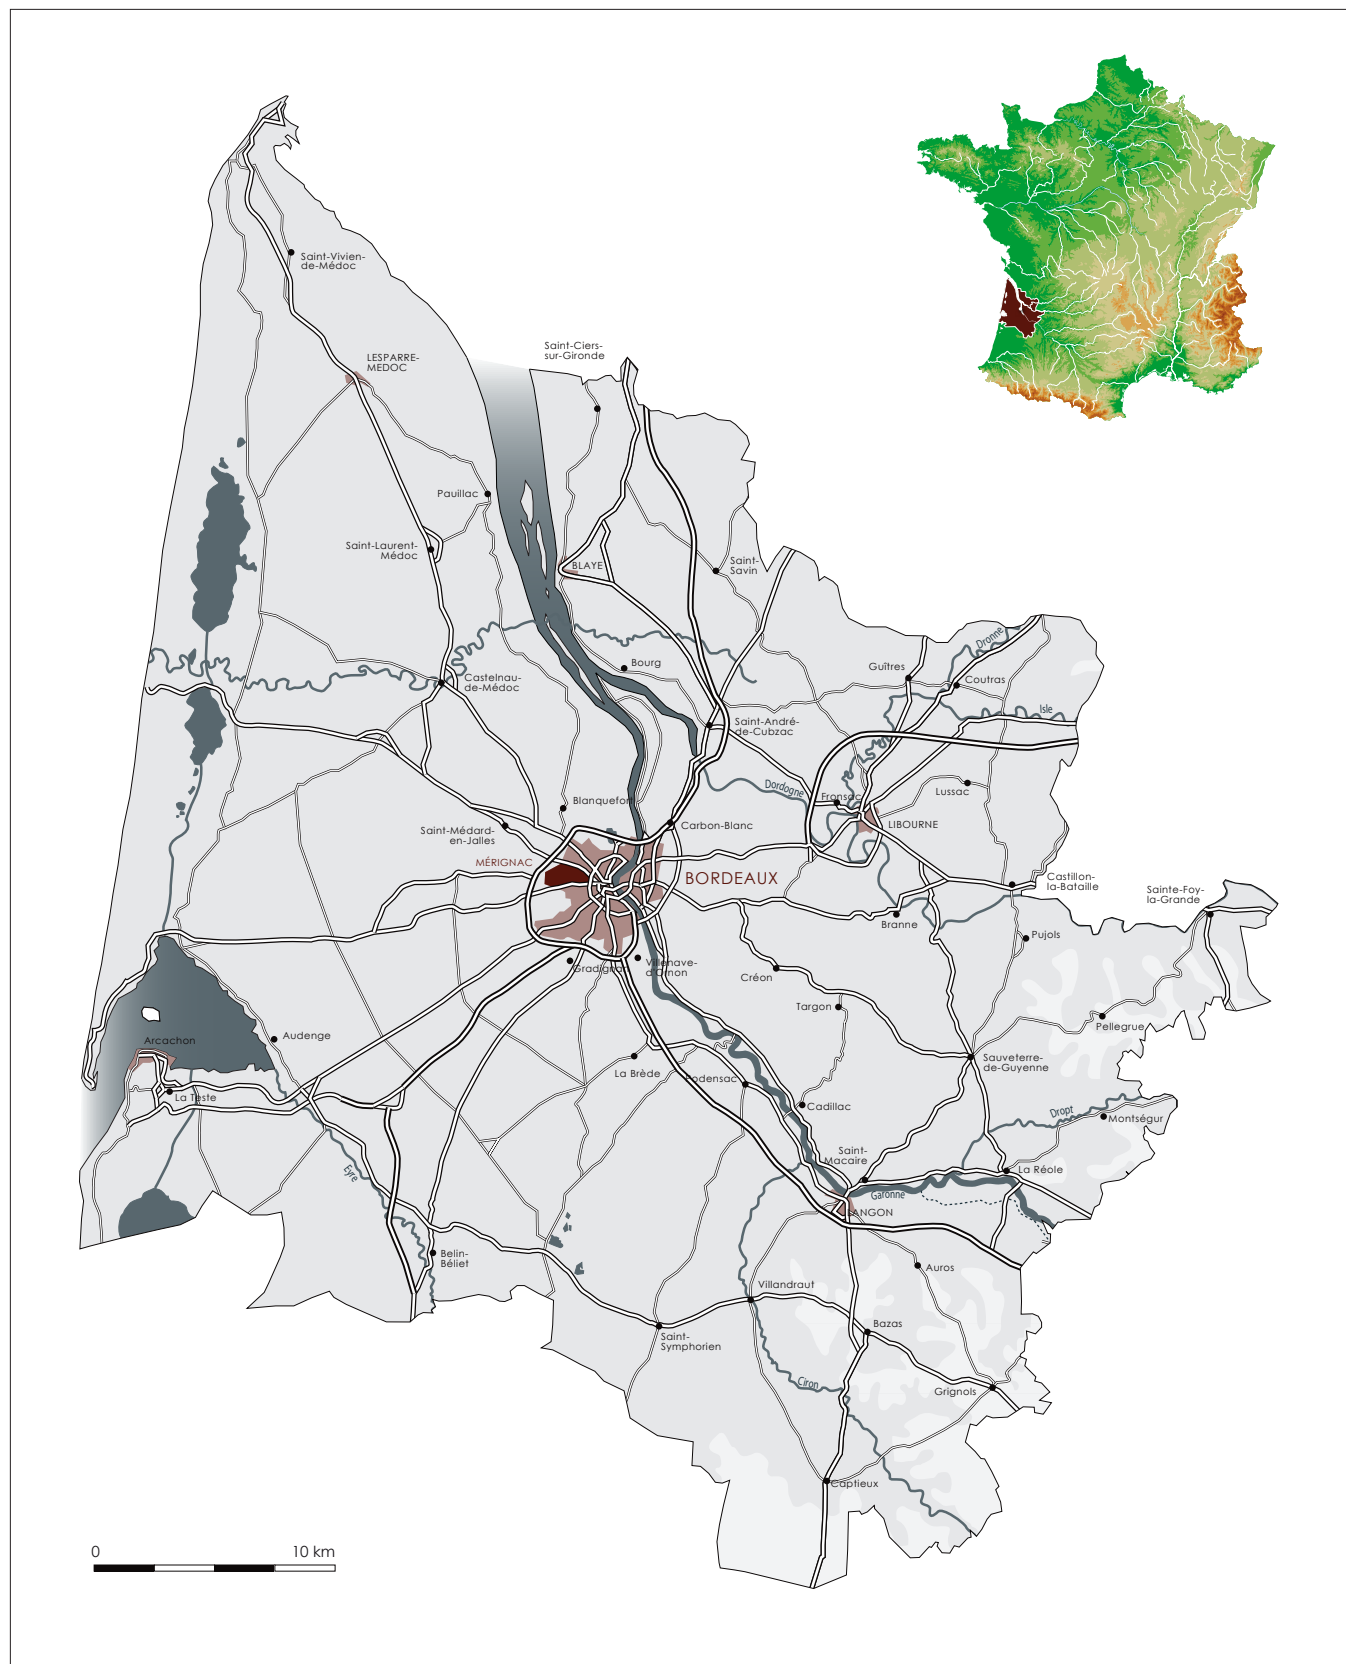 Saint-Vivien-
de-Médoc
Saint-Ciers-
sur-Gironde
LESPARRE-
MEDOC
Pauillac
Saint-Laurent-
Médoc
BLAYE
Saint-
Savin
Dronne
Bourg
Guîtres
Castelnau-
de-Médoc
Coutras
Isle
Saint-André-
de-Cubzac
Dordogne
Lussac
Fronsac
Blanquefort
LIBOURNE
Saint-Médard-
en-Jalles
Carbon-Blanc
MÉRIGNAC
BORDEAUX
Castillon-
la-Bataille
Sainte-Foy-
la-Grande
Branne
Pujols
Villenave-
d'Ornon
Gradignan
Créon
Targon
Pellegrue
Audenge
Arcachon
Sauveterre-
de-Guyenne
La Brède
Podensac
La Teste
Cadillac
Dropt
Montségur
Saint-
Macaire
Eyre
La Réole
Garonne
LANGON
Belin-
Béliet
Auros
Villandraut
Bazas
Saint-
Symphorien
Ciron
Grignols
Captieux
0 10 km